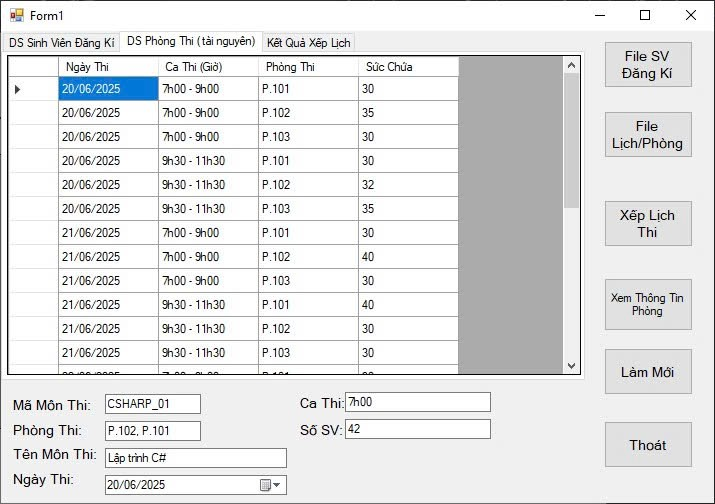 Form1
DS Sinh Viên Đăng Kí DS Phòng Thi (tài nguyên) Kết Quả Xếp Lịch
Ngày Thi Ca Thi (Giờ) Phòng Thi Sức Chứa
20/06/2025 7h00 - 9h00 P.101 30
20/06/2025 7h00 - 9h00 P.102 35
20/06/2025 7h00 - 9h00 P.103 30
20/06/2025 9h30 - 11h30 P.101 30
20/06/2025 9h30 - 11h30 P.102 32
20/06/2025 9h30 - 11h30 P.103 35
21/06/2025 7h00 - 9h00 P.101 30
21/06/2025 7h00 - 9h00 P.102 40
21/06/2025 7h00 - 9h00 P.103 30
21/06/2025 9h30 - 11h30 P.101 40
21/06/2025 9h30 - 11h30 P.102 30
21/06/2025 9h30 - 11h30 P.103 30
File SV
Đăng Kí
File
Lịch/Phòng
Xếp Lịch
Thi
Xem Thông Tin
Phòng
Làm Mới
Thoát
Mã Môn Thi: CSHARP_01
Ca Thi: 7h00
Phòng Thi: P.102, P.101
Số SV: 42
Tên Môn Thi: Lập trình C#
Ngày Thi: 20/06/2025